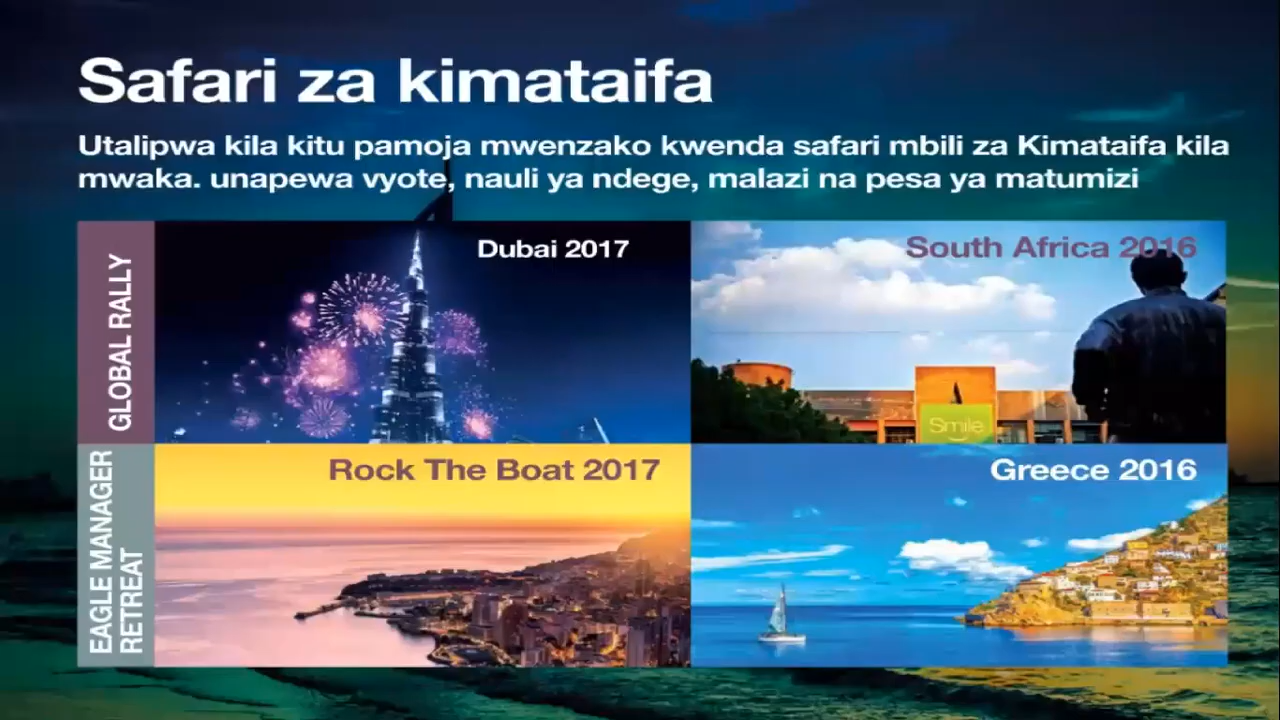 Safari za kimataifa
Utalipwa kila kitu pamoja mwenzako kwenda safari mbili za Kimataifa kila
mwaka. unapewa vyote, nauli ya ndege, malazi na pesa ya matumizi
GLOBAL RALLY
Dubai 2017
South Africa 2016
Smile
EAGLE MANAGER
RETREAT
Rock The Boat 2017
Greece 2016